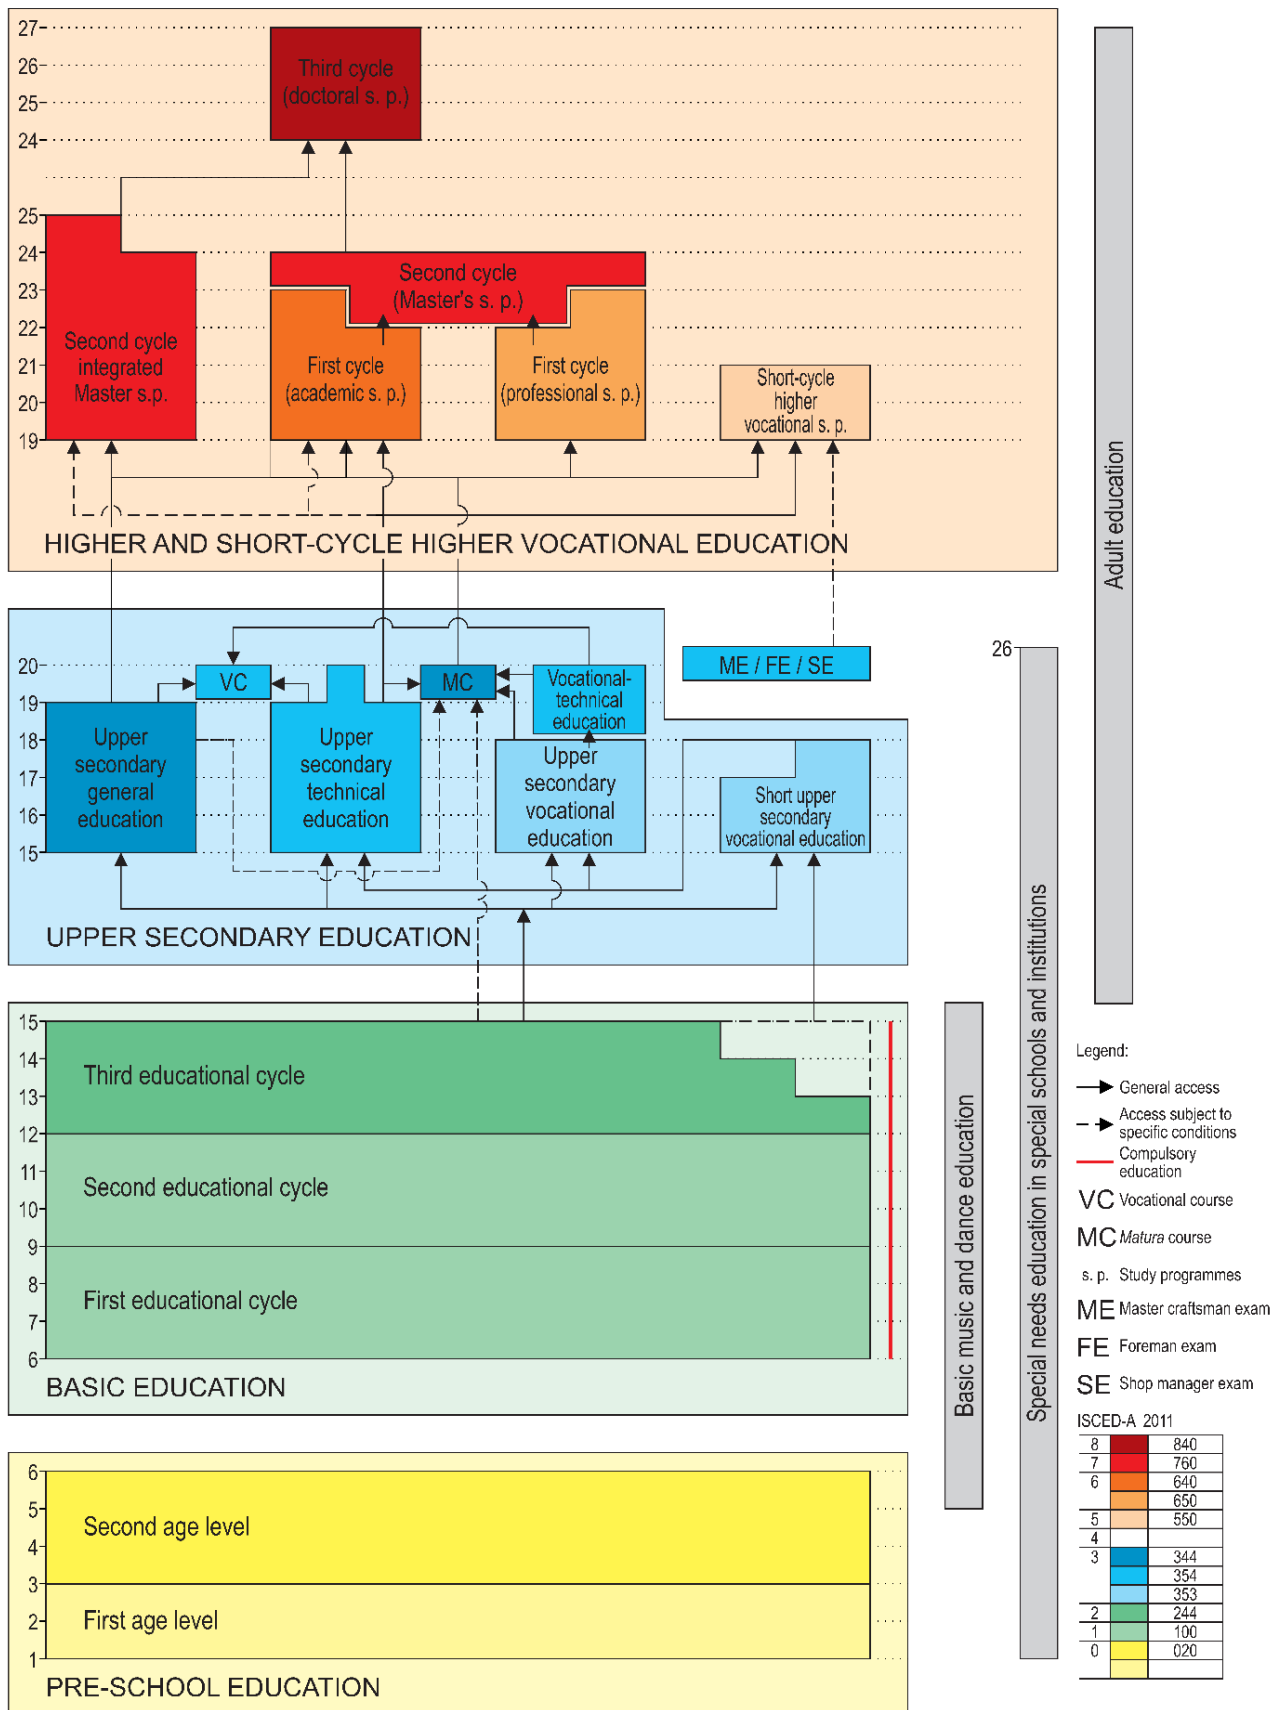 27
26
25
24
25
24
23
22
21
20
19
Third cycle
(doctoral s. p.)
Second cycle
(Master's s. p.)
Second cycle
integrated
Master s.p.
First cycle
(academic s. p.)
First cycle
(professional s. p.)
Short-cycle
higher
vocational s. p.
HIGHER AND SHORT-CYCLE HIGHER VOCATIONAL EDUCATION
Adult education
20
19
18
17
16
15
VC
MC
Vocational-
technical
education
ME / FE / SE
Upper
secondary
general
education
Upper
secondary
technical
education
Upper
secondary
vocational
education
Short upper
secondary
vocational education
UPPER SECONDARY EDUCATION
26
Special needs education in special schools and institutions
15
14
13
12
11
10
9
8
7
6
Third educational cycle
Second educational cycle
First educational cycle
BASIC EDUCATION
Basic music and dance education
6
5
4
3
2
1
Second age level
First age level
PRE-SCHOOL EDUCATION
Legend:
General access
Access subject to
specific conditions
Compulsory
education
VC Vocational course
MC Matura course
s. p. Study programmes
ME Master craftsman exam
FE Foreman exam
SE Shop manager exam
ISCED-A 2011
8 840
7 760
6 640
650
5 550
4
3 344
354
353
2 244
1 100
0 020